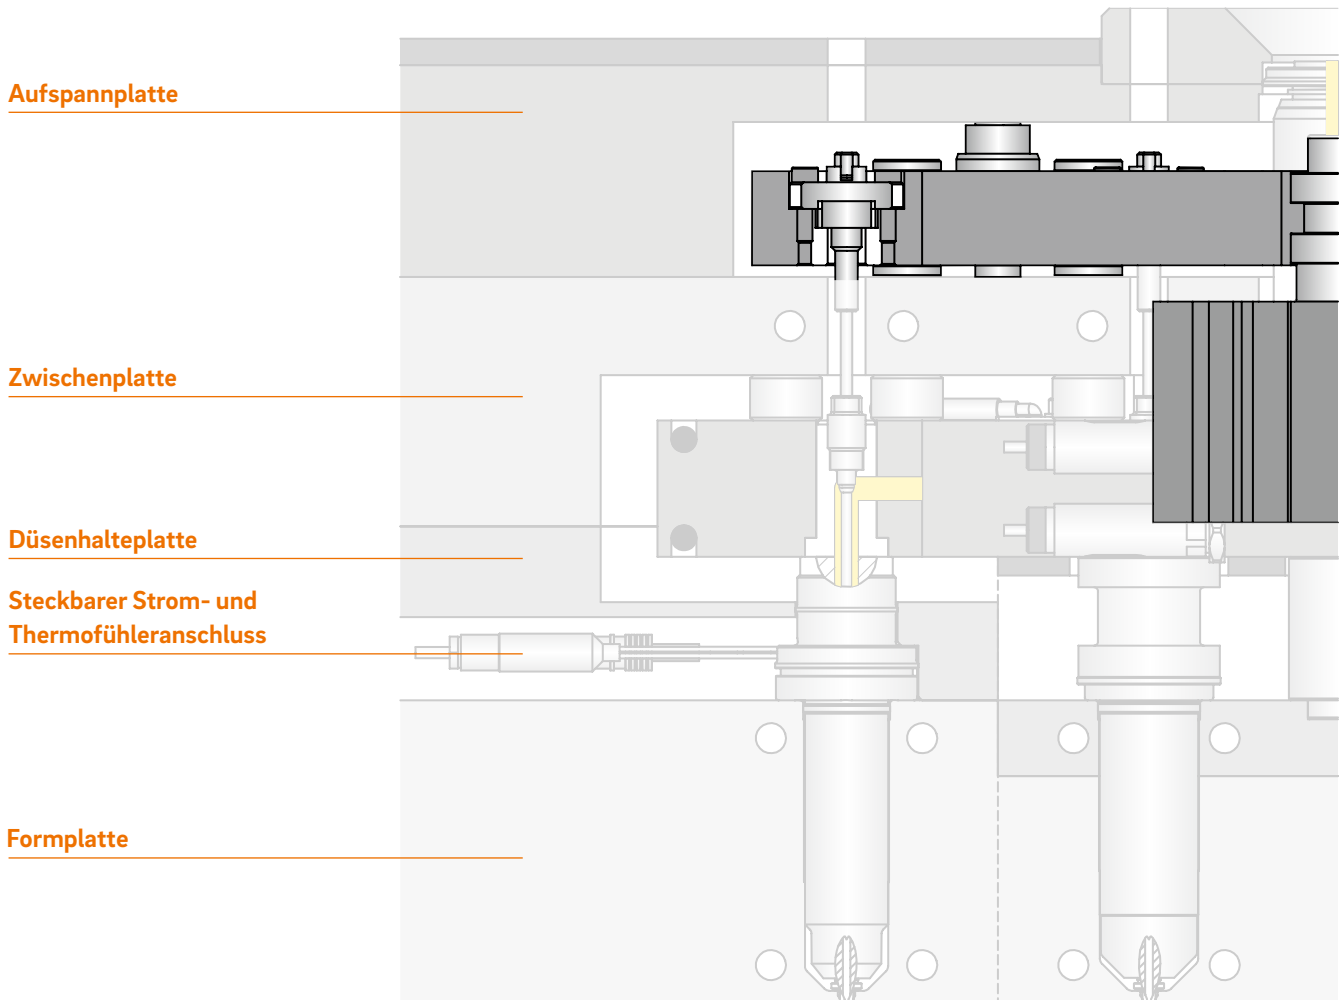 Aufspannplatte
Zwischenplatte
Düsenhalteplatte
Steckbarer Strom- und
Thermofühleranschluss
Formplatte